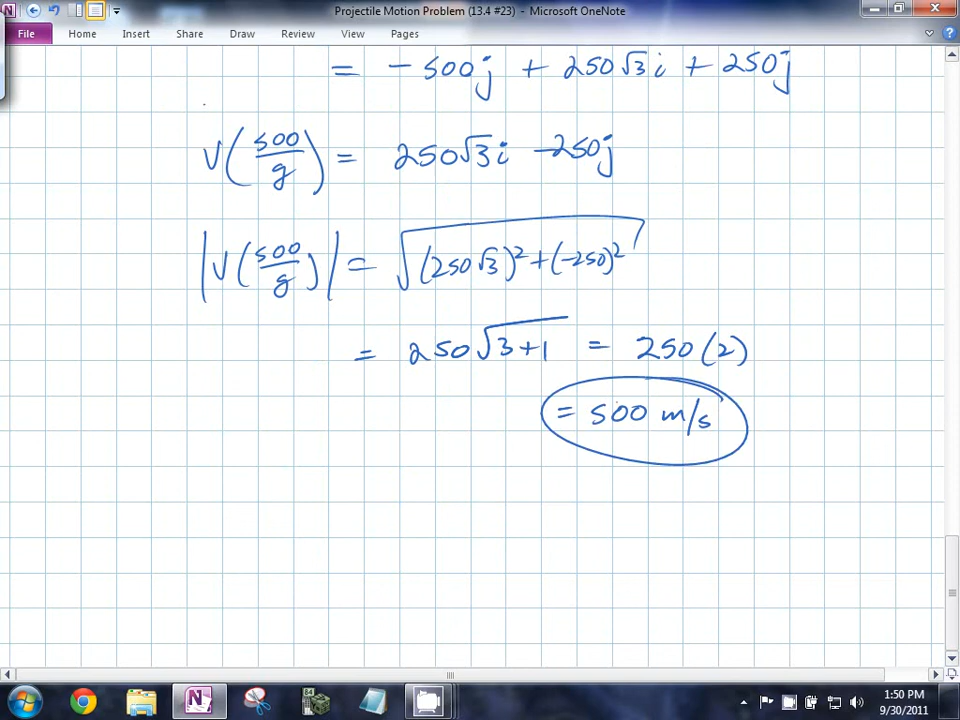 Projectile Motion Problem (13.4 #23) - Microsoft OneNote
File Home Insert Share Draw Review View Pages
= -500j + 250√3i + 250j
v(500/g) = 250√3i -250j
|v(500/g)| = √((250√3)²+(-250)²)
= 250√(3+1) = 250(2)
= 500 m/s
1:50 PM
9/30/2011